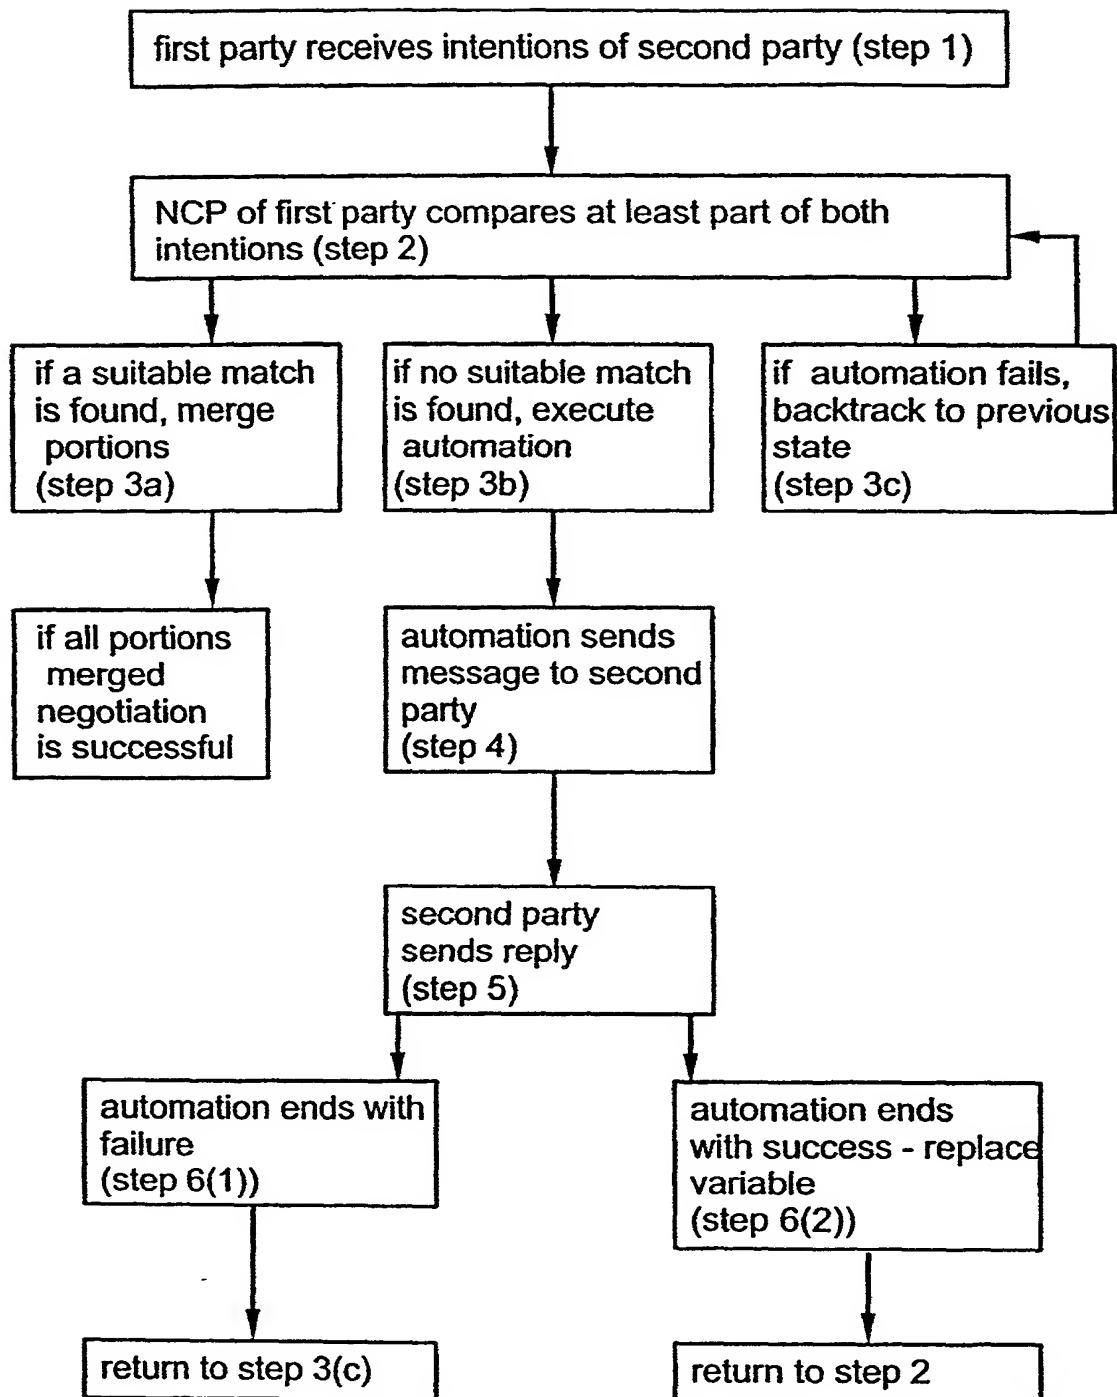 first party receives intentions of second party (step 1)
NCP of first party compares at least part of both
intentions (step 2)
if a suitable match
is found, merge
portions
(step 3a)
if no suitable match
is found, execute
automation
(step 3b)
if automation fails,
backtrack to previous
state
(step 3c)
if all portions
merged
negotiation
is successful
automation sends
message to second
party
(step 4)
second party
sends reply
(step 5)
automation ends with
failure
(step 6(1))
automation ends
with success - replace
variable
(step 6(2))
return to step 3(c)
return to step 2